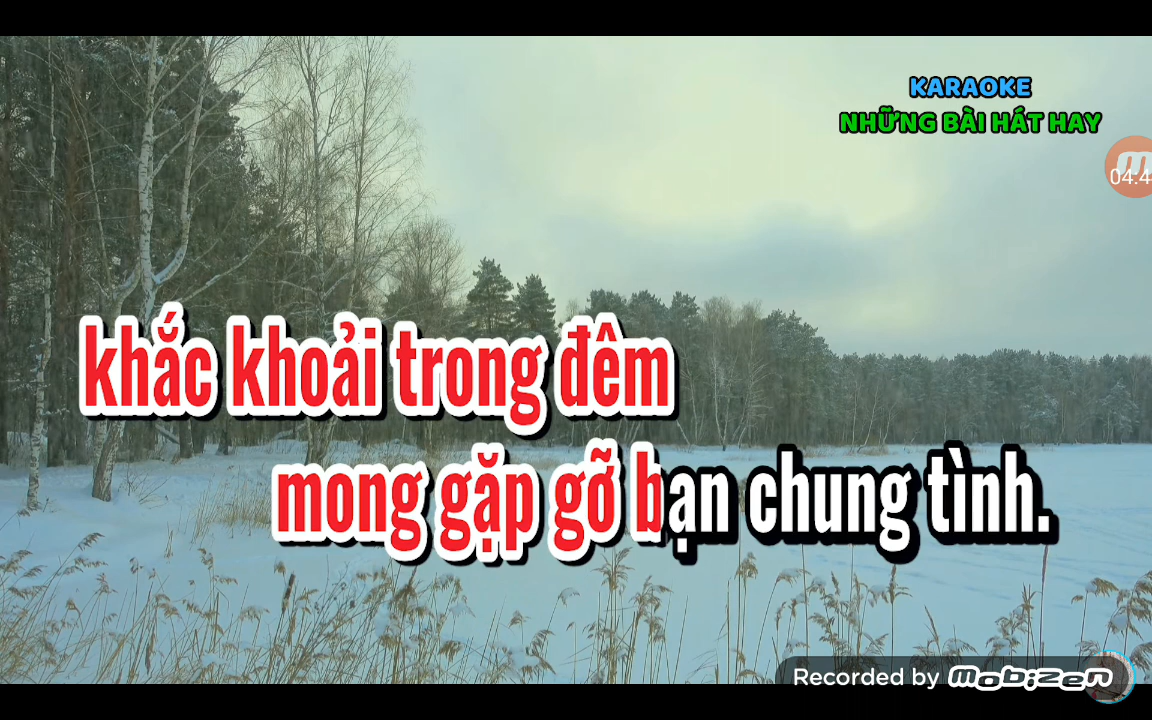 KARAOKE
NHỮNG BÀI HÁT HAY
m
04:4
khắc khoải trong đêm
mong gặp gỡ bạn chung tình.
Recorded by mobizen